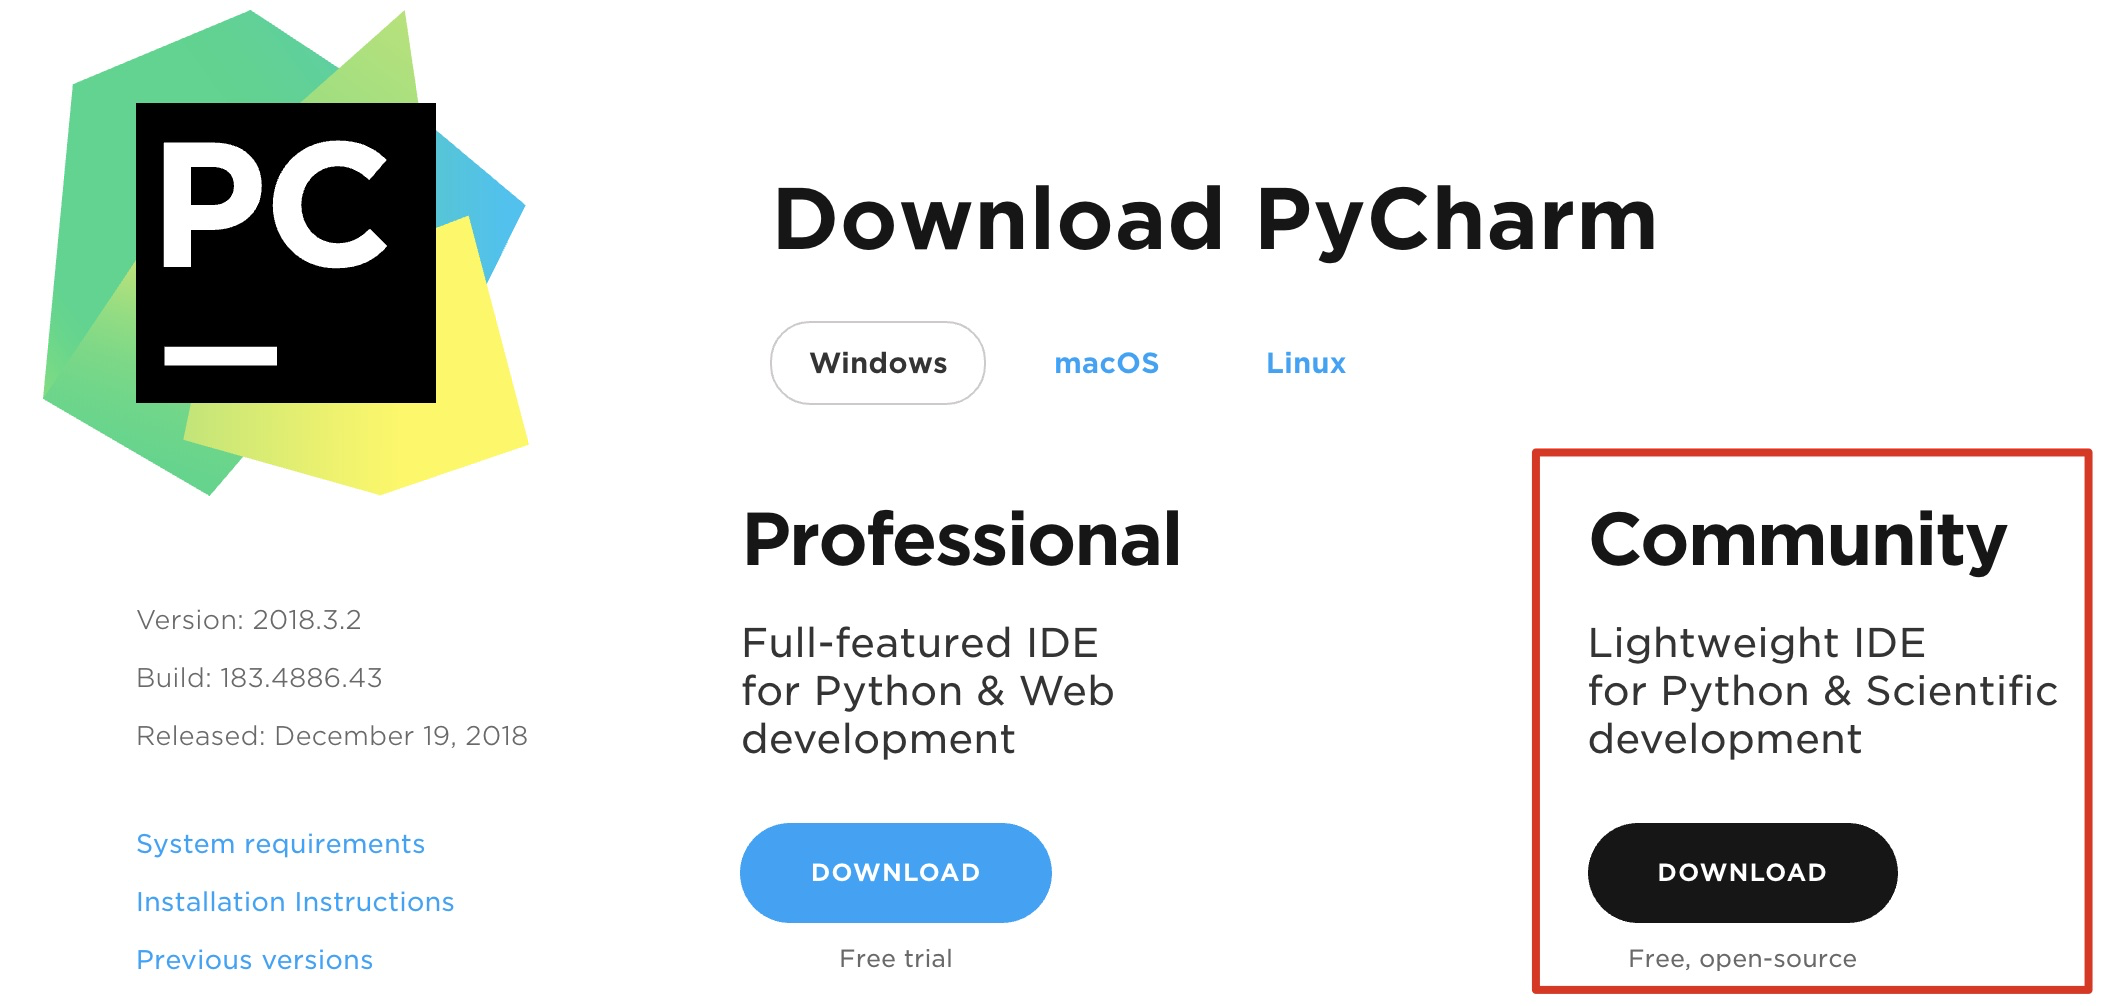 PC
Download PyCharm
Windows macOS Linux
Professional
Full-featured IDE
for Python & Web
development
DOWNLOAD
Free trial
Community
Lightweight IDE
for Python & Scientific
development
DOWNLOAD
Free, open-source
Version: 2018.3.2
Build: 183.4886.43
Released: December 19, 2018
System requirements
Installation Instructions
Previous versions